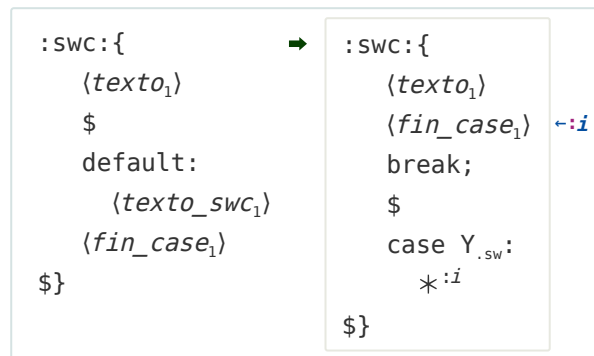 :swc:{
⟨texto₁⟩
$
default:
⟨texto_swc₁⟩
⟨fin_case₁⟩
$}
➡
:swc:{
⟨texto₁⟩
⟨fin_case₁⟩ ←:i
break;
$
case Y.sw:
*:i
$}